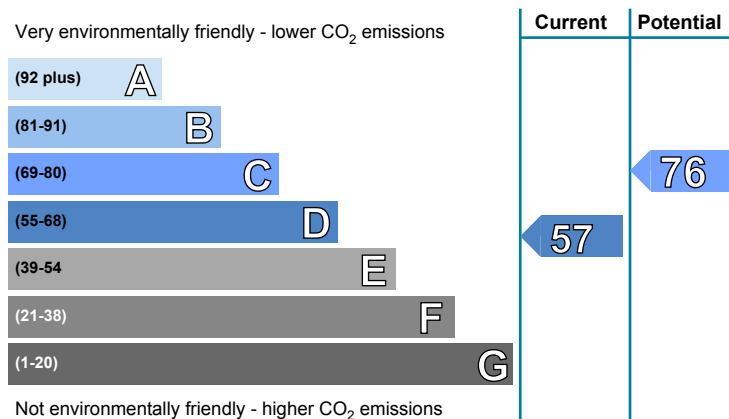 Very environmentally friendly - lower CO2 emissions
Current
Potential
(92 plus) A
(81-91) B
(69-80) C
(55-68) D
(39-54 E
(21-38) F
(1-20) G
57
76
Not environmentally friendly - higher CO2 emissions